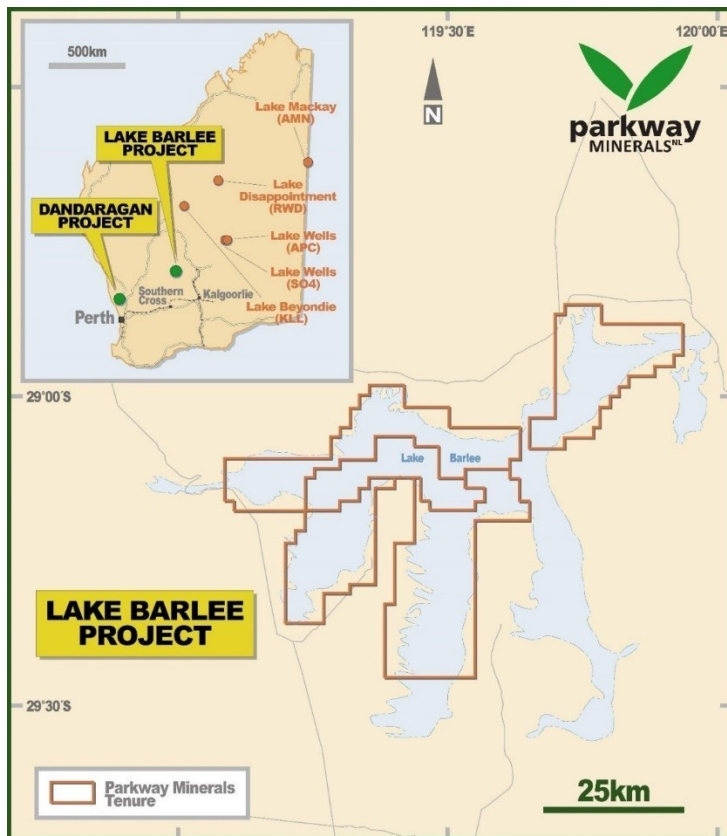 119°30´E
120°00´E
500km
N
parkway
MINERALS NL
Lake Mackay
(AMN)
LAKE BARLEE
PROJECT
Lake
Disappointment
(RWD)
DANDARAGAN
PROJECT
Lake Wells
(APC)
Lake Wells
(SO4)
Southern
Cross
Kalgoorlie
Lake Beyondie
(KLL)
Perth
29°00´S
Lake Barlee
LAKE BARLEE
PROJECT
29°30´S
Parkway Minerals
Tenure
25km